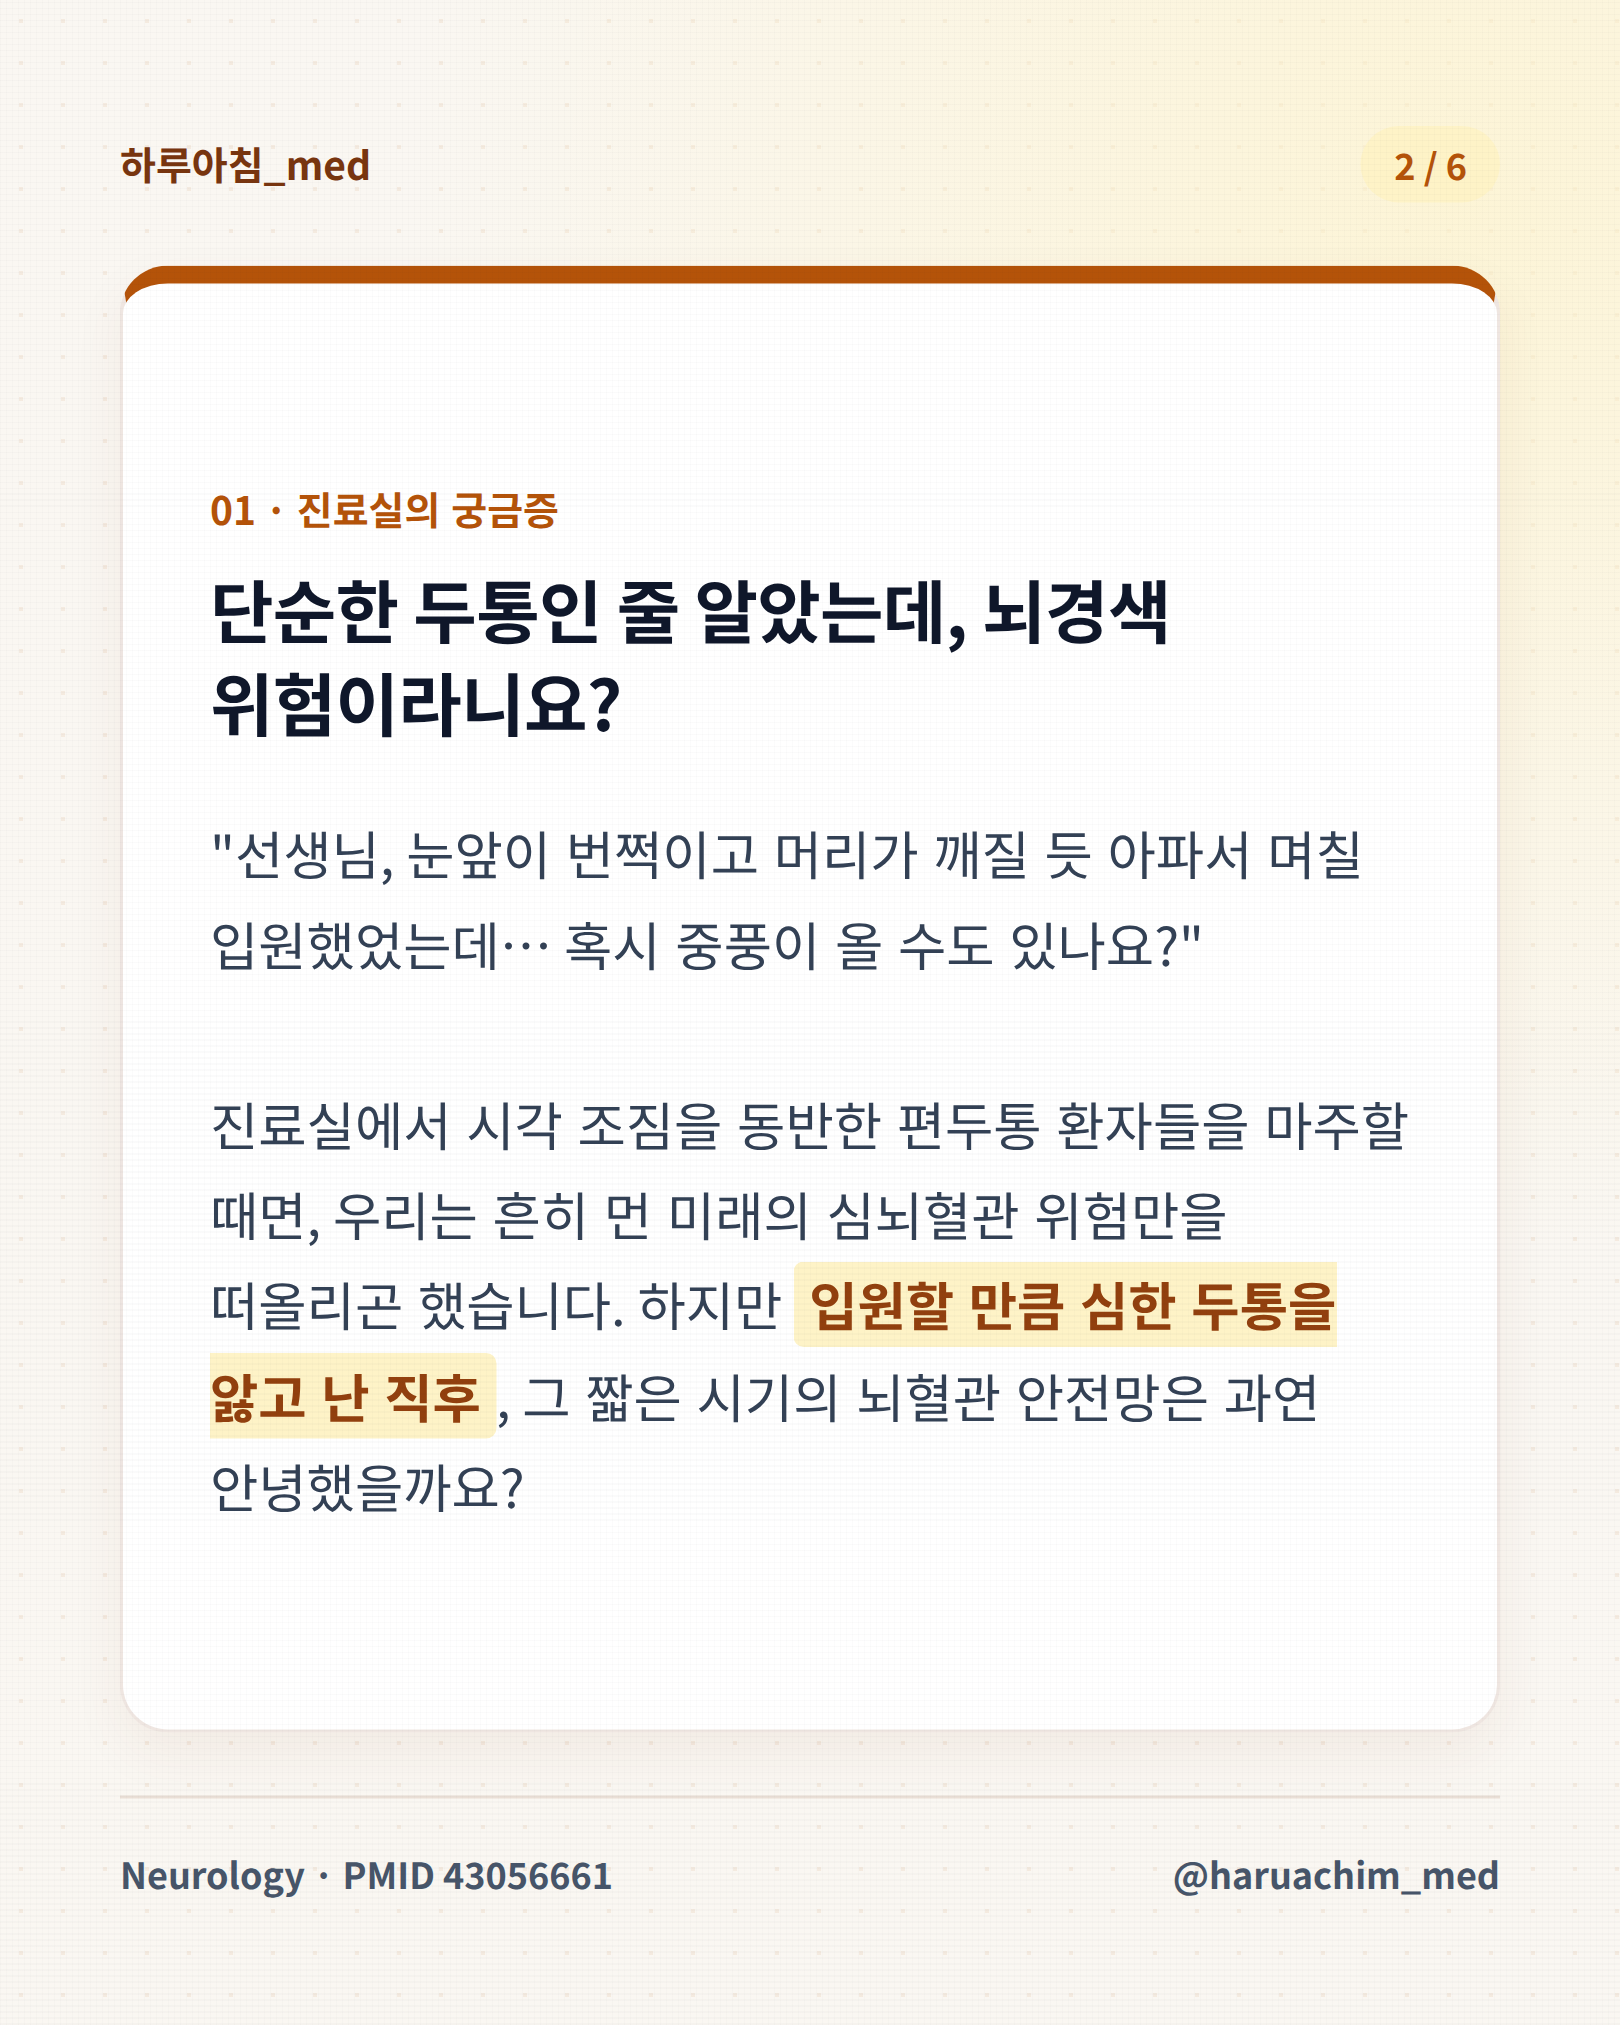 하루아침_med
2 / 6
01 · 진료실의 궁금증
단순한 두통인 줄 알았는데, 뇌경색
위험이라니요?
"선생님, 눈앞이 번쩍이고 머리가 깨질 듯 아파서 며칠
입원했었는데… 혹시 중풍이 올 수도 있나요?"
진료실에서 시각 조짐을 동반한 편두통 환자들을 마주할
때면, 우리는 흔히 먼 미래의 심뇌혈관 위험만을
떠올리곤 했습니다. 하지만 입원할 만큼 심한 두통을
앓고 난 직후, 그 짧은 시기의 뇌혈관 안전망은 과연
안녕했을까요?
Neurology · PMID 43056661
@haruachim_med